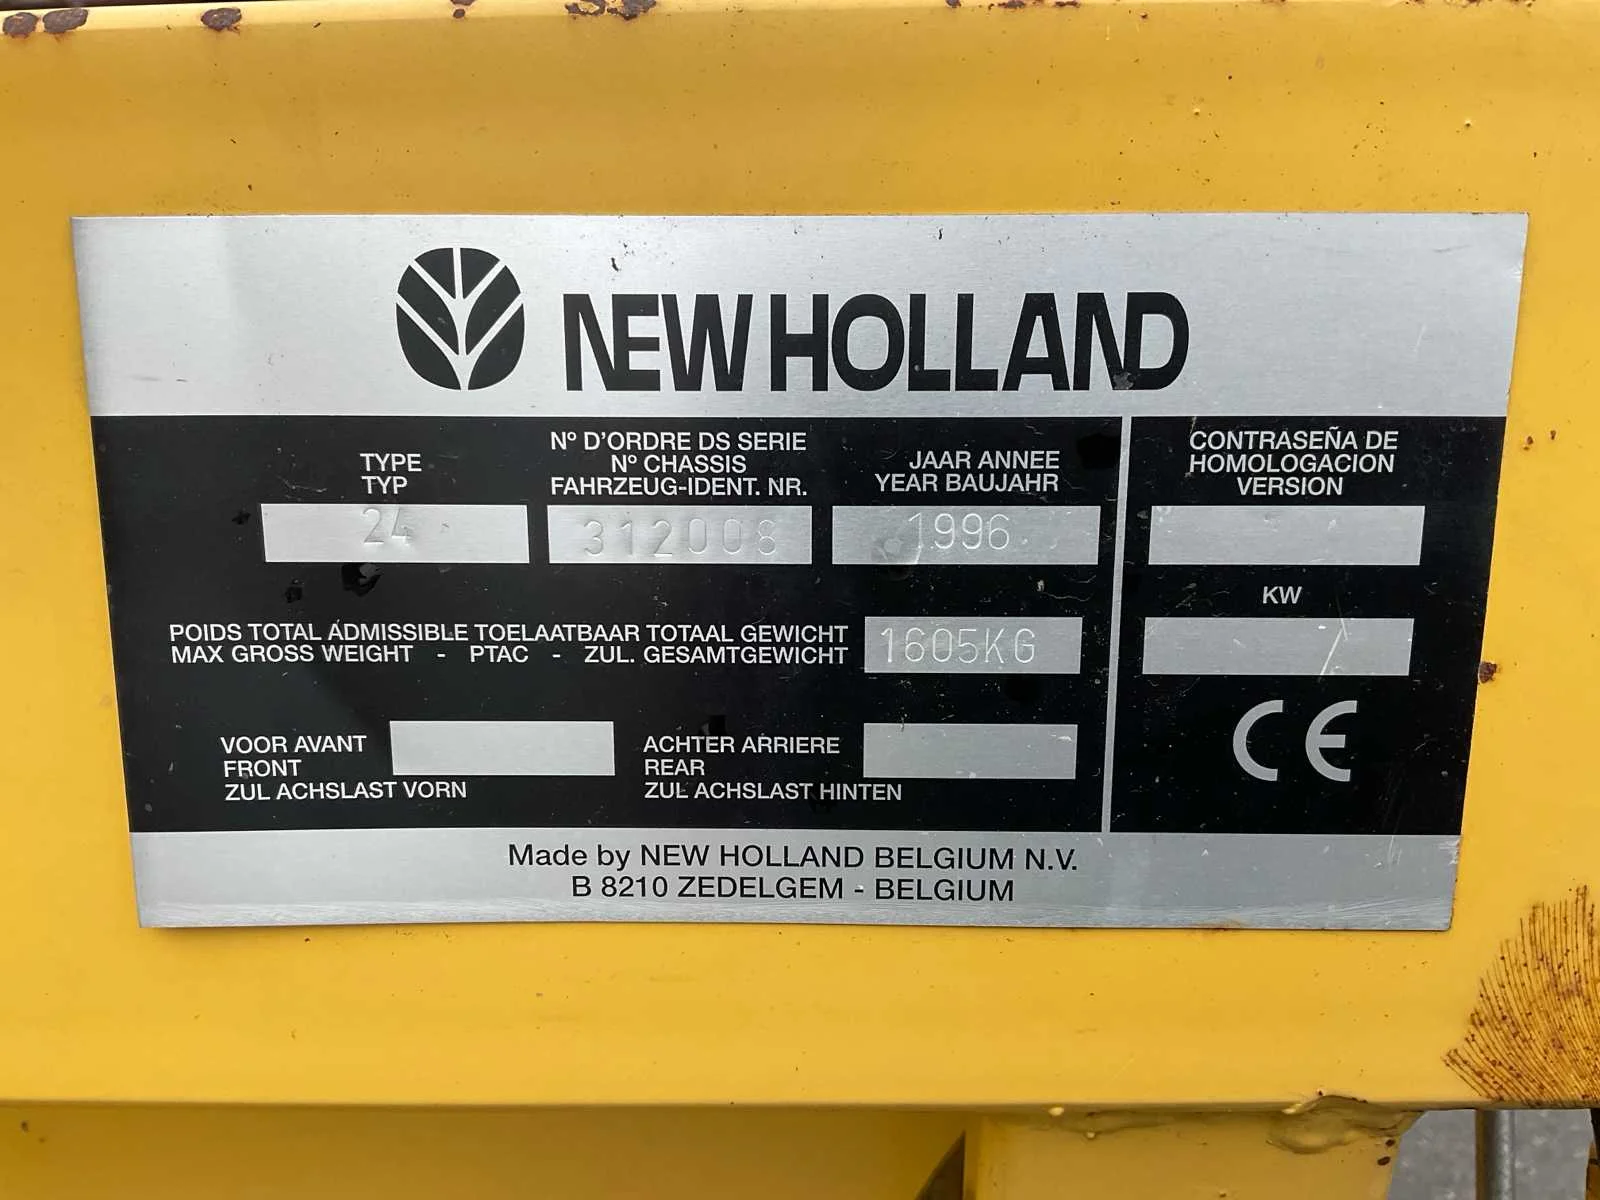 NEW HOLLAND
TYPE
TYP
24
Nº D'ORDRE DS SERIE
Nº CHASSIS
FAHRZEUG-IDENT. NR.
312008
JAAR ANNEE
YEAR BAUJAHR
1996
CONTRASEÑA DE
HOMOLOGACION
VERSION
KW
POIDS TOTAL ADMISSIBLE TOELAATBAAR TOTAAL GEWICHT
MAX GROSS WEIGHT - PTAC - ZUL. GESAMTGEWICHT
1605KG
VOOR AVANT
FRONT
ZUL ACHSLAST VORN
ACHTER ARRIERE
REAR
ZUL ACHSLAST HINTEN
CE
Made by NEW HOLLAND BELGIUM N.V.
B 8210 ZEDELGEM - BELGIUM